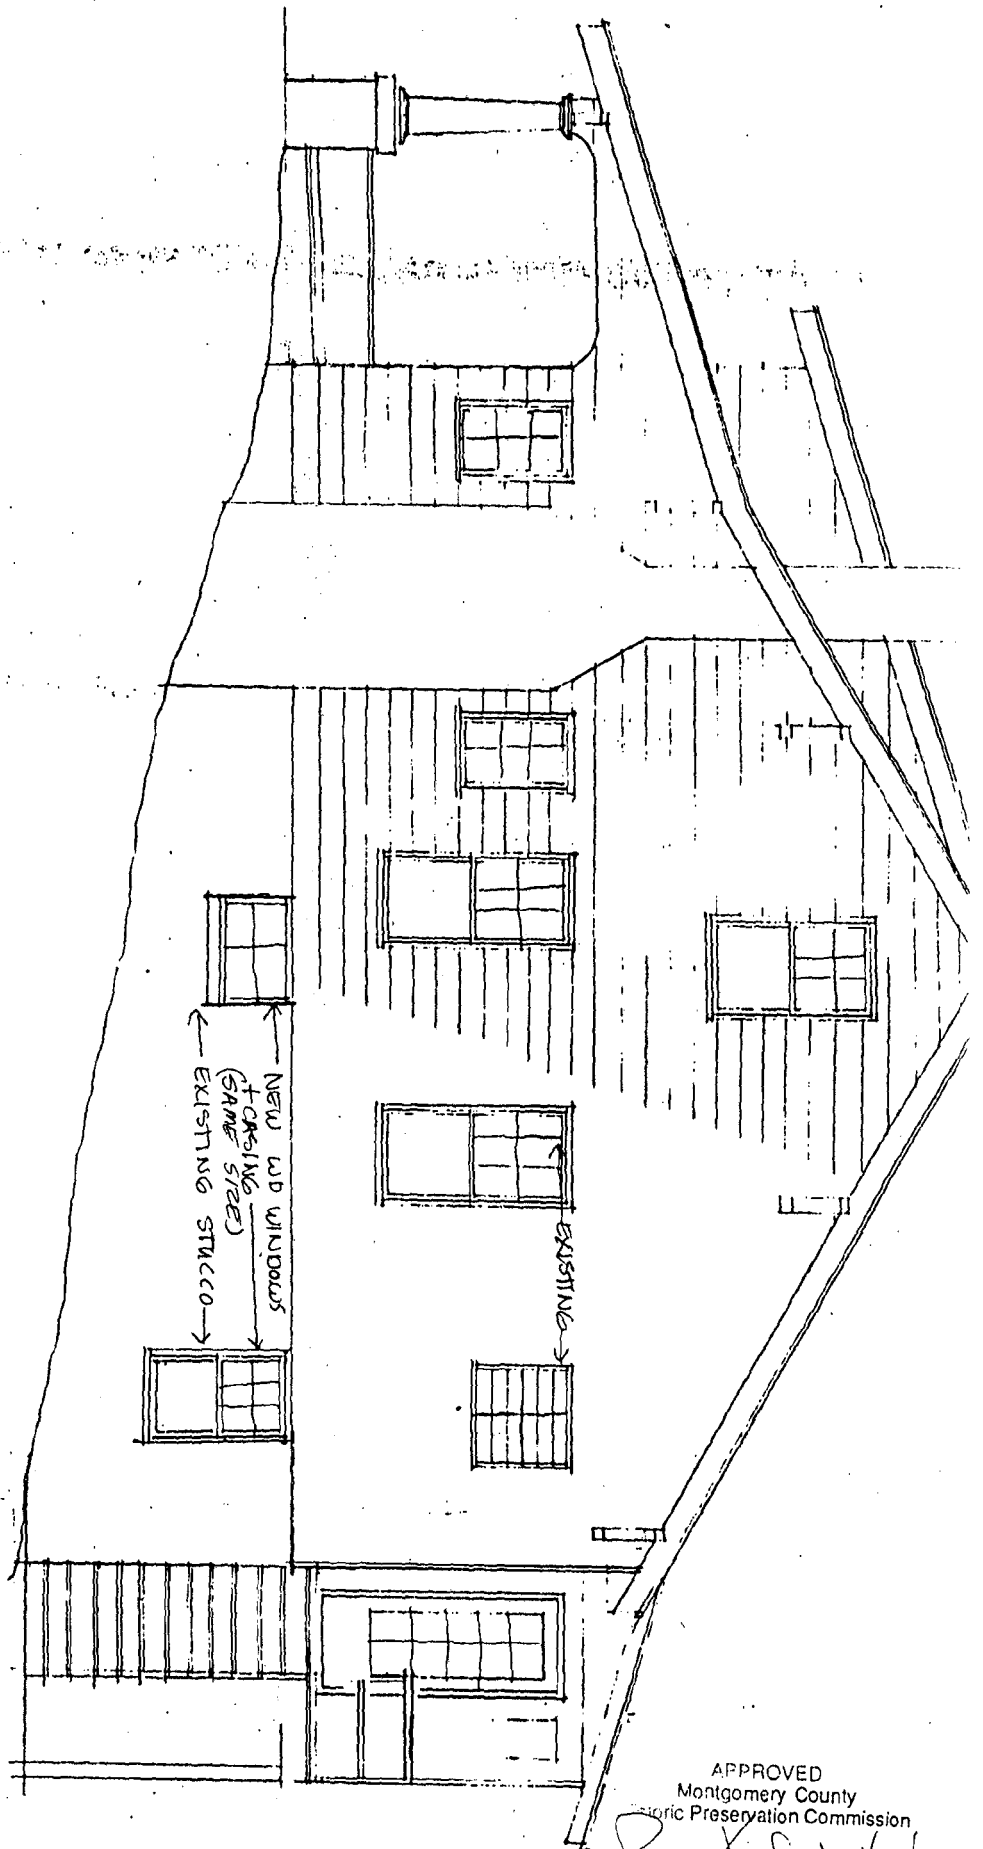 NEW WD WINDOWS
+ CASING
(SAME SIZE)
EXISTING STUCCO
EXISTING
APPROVED
Montgomery County
Preservation Commission